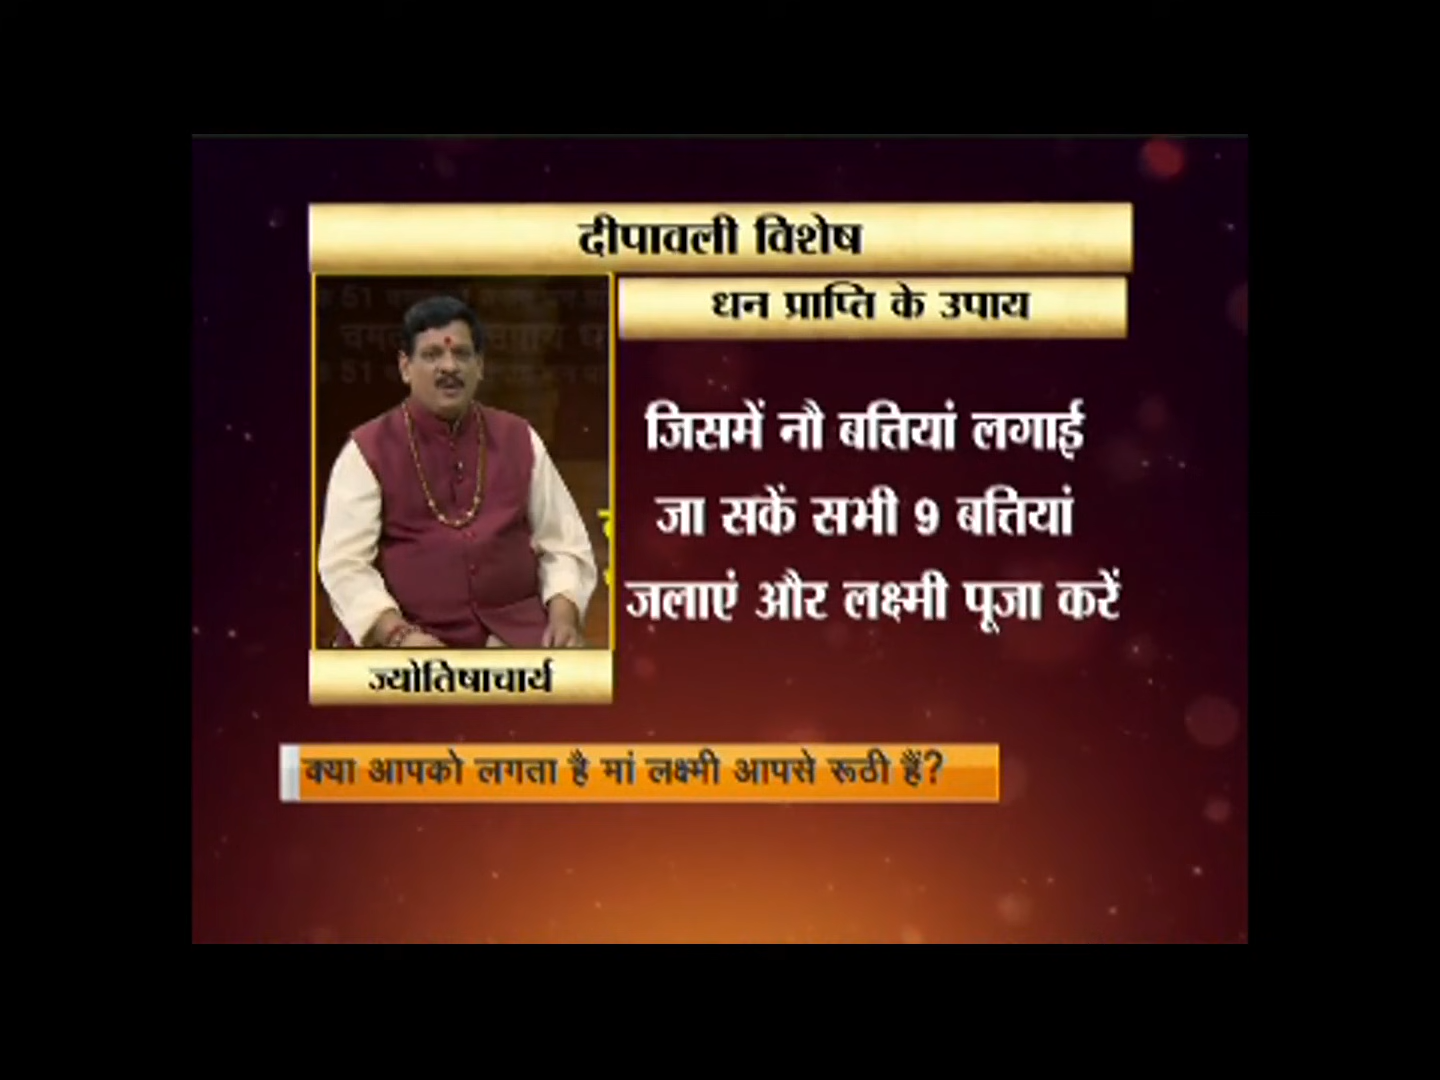 दीपावली विशेष
धन प्राप्ति के उपाय
जिसमें नौ बत्तियां लगाई
जा सकें सभी 9 बत्तियां
जलाएं और लक्ष्मी पूजा करें
ज्योतिषाचार्य
क्या आपको लगता है मां लक्ष्मी आपसे रूठी हैं?